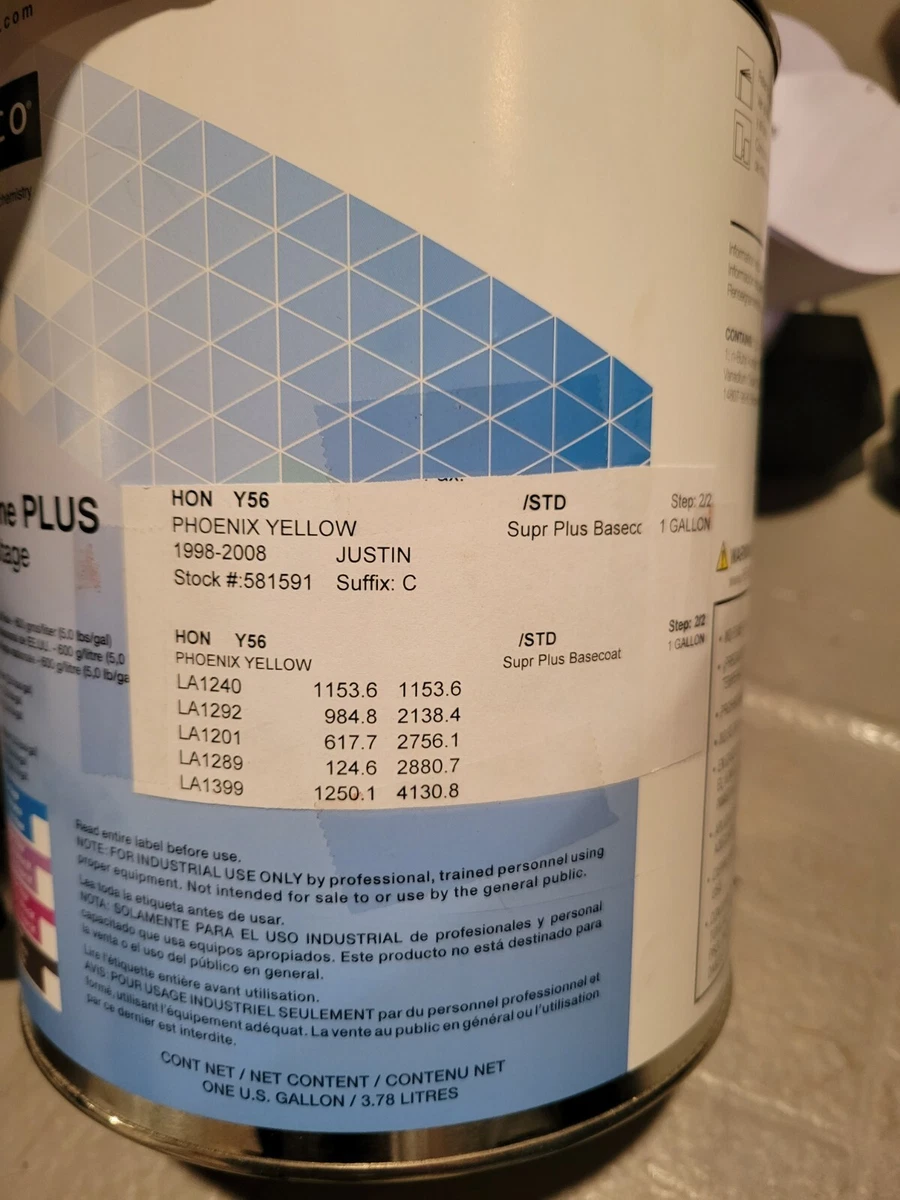 .com
CO®
hemistry
ne PLUS
tage
HON Y56 /STD Step: 2/2
PHOENIX YELLOW Supr Plus Basecc 1 GALLON
1998-2008 JUSTIN
Stock #:581591 Suffix: C
HON Y56 /STD Step: 2/2
PHOENIX YELLOW Supr Plus Basecoat 1 GALLON
LA1240 1153.6 1153.6
LA1292 984.8 2138.4
LA1201 617.7 2756.1
LA1289 124.6 2880.7
LA1399 1250.1 4130.8
Read entire label before use.
NOTE: FOR INDUSTRIAL USE ONLY by professional, trained personnel using
proper equipment. Not intended for sale to or use by the general public.
Lea toda la etiqueta antes de usar.
NOTA: SOLAMENTE PARA EL USO INDUSTRIAL de profesionales y personal
capacitado que usa equipos apropiados. Este producto no está destinado para
la venta o el uso del público en general.
Lire l'étiquette entière avant utilisation.
AVIS: POUR USAGE INDUSTRIEL SEULEMENT par du personnel professionnel et
formé, utilisant l'équipement adéquat. La vente au public en général ou l'utilisation
par ce dernier est interdite.
CONT NET / NET CONTENT / CONTENU NET
ONE U.S. GALLON / 3.78 LITRES